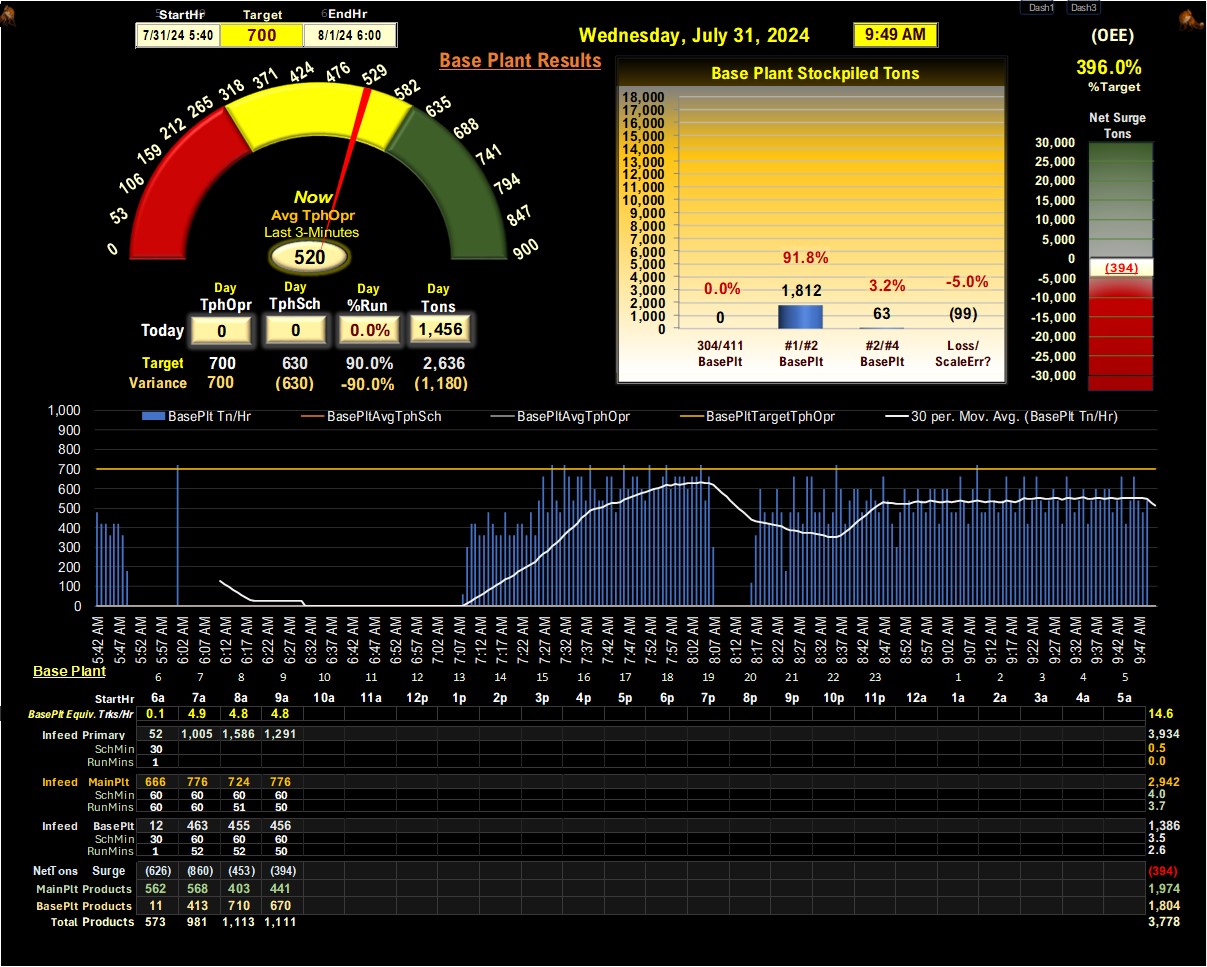 StartHr Target EndHr Dash1 Dash3
7/31/24 5:40 700 8/1/24 6:00
Wednesday, July 31, 2024 9:49 AM
(OEE)
396.0%
%Target
Base Plant Results
0 53 106 159 212 265 318 371 424 476 529 582 635 688 741 794 847 900
Now
Avg TphOpr
Last 3-Minutes
520
Day Day Day Day
TphOpr TphSch %Run Tons
Today 0 0 0.0% 1,456
Target 700 630 90.0% 2,636
Variance 700 (630) -90.0% (1,180)
Base Plant Stockpiled Tons
18,000
17,000
16,000
15,000
14,000
13,000
12,000
11,000
10,000
9,000
8,000
7,000
6,000
5,000
4,000
3,000
2,000
1,000
0
0.0% 91.8% 3.2% -5.0%
0 1,812 63 (99)
304/411 #1/#2 #2/#4 Loss/
BasePlt BasePlt BasePlt ScaleErr?
Net Surge
Tons
30,000
25,000
20,000
15,000
10,000
5,000
0
(394)
-5,000
-10,000
-15,000
-20,000
-25,000
-30,000
BasePlt Tn/Hr BasePltAvgTphSch BasePltAvgTphOpr BasePltTargetTphOpr 30 per. Mov. Avg. (BasePlt Tn/Hr)
1,000
900
800
700
600
500
400
300
200
100
0
5:42 AM 5:47 AM 5:52 AM 5:57 AM 6:02 AM 6:07 AM 6:12 AM 6:17 AM 6:22 AM 6:27 AM 6:32 AM 6:37 AM 6:42 AM 6:47 AM 6:52 AM 6:57 AM 7:02 AM 7:07 AM 7:12 AM 7:17 AM 7:22 AM 7:27 AM 7:32 AM 7:37 AM 7:42 AM 7:47 AM 7:52 AM 7:57 AM 8:02 AM 8:07 AM 8:12 AM 8:17 AM 8:22 AM 8:27 AM 8:32 AM 8:37 AM 8:42 AM 8:47 AM 8:52 AM 8:57 AM 9:02 AM 9:07 AM 9:12 AM 9:17 AM 9:22 AM 9:27 AM 9:32 AM 9:37 AM 9:42 AM 9:47 AM
Base Plant 6 7 8 9 10 11 12 13 14 15 16 17 18 19 20 21 22 23 1 2 3 4 5
StartHr 6a 7a 8a 9a 10a 11a 12p 1p 2p 3p 4p 5p 6p 7p 8p 9p 10p 11p 12a 1a 2a 3a 4a 5a
BasePlt Equiv. Trks/Hr 0.1 4.9 4.8 4.8 14.6
Infeed Primary 52 1,005 1,586 1,291 3,934
SchMin 30 0.5
RunMins 1 0.0
Infeed MainPlt 666 776 724 776 2,942
SchMin 60 60 60 60 4.0
RunMins 60 60 51 50 3.7
Infeed BasePlt 12 463 455 456 1,386
SchMin 30 60 60 60 3.5
RunMins 1 52 52 50 2.6
NetTons Surge (626) (860) (453) (394) (394)
MainPlt Products 562 568 403 441 1,974
BasePlt Products 11 413 710 670 1,804
Total Products 573 981 1,113 1,111 3,778